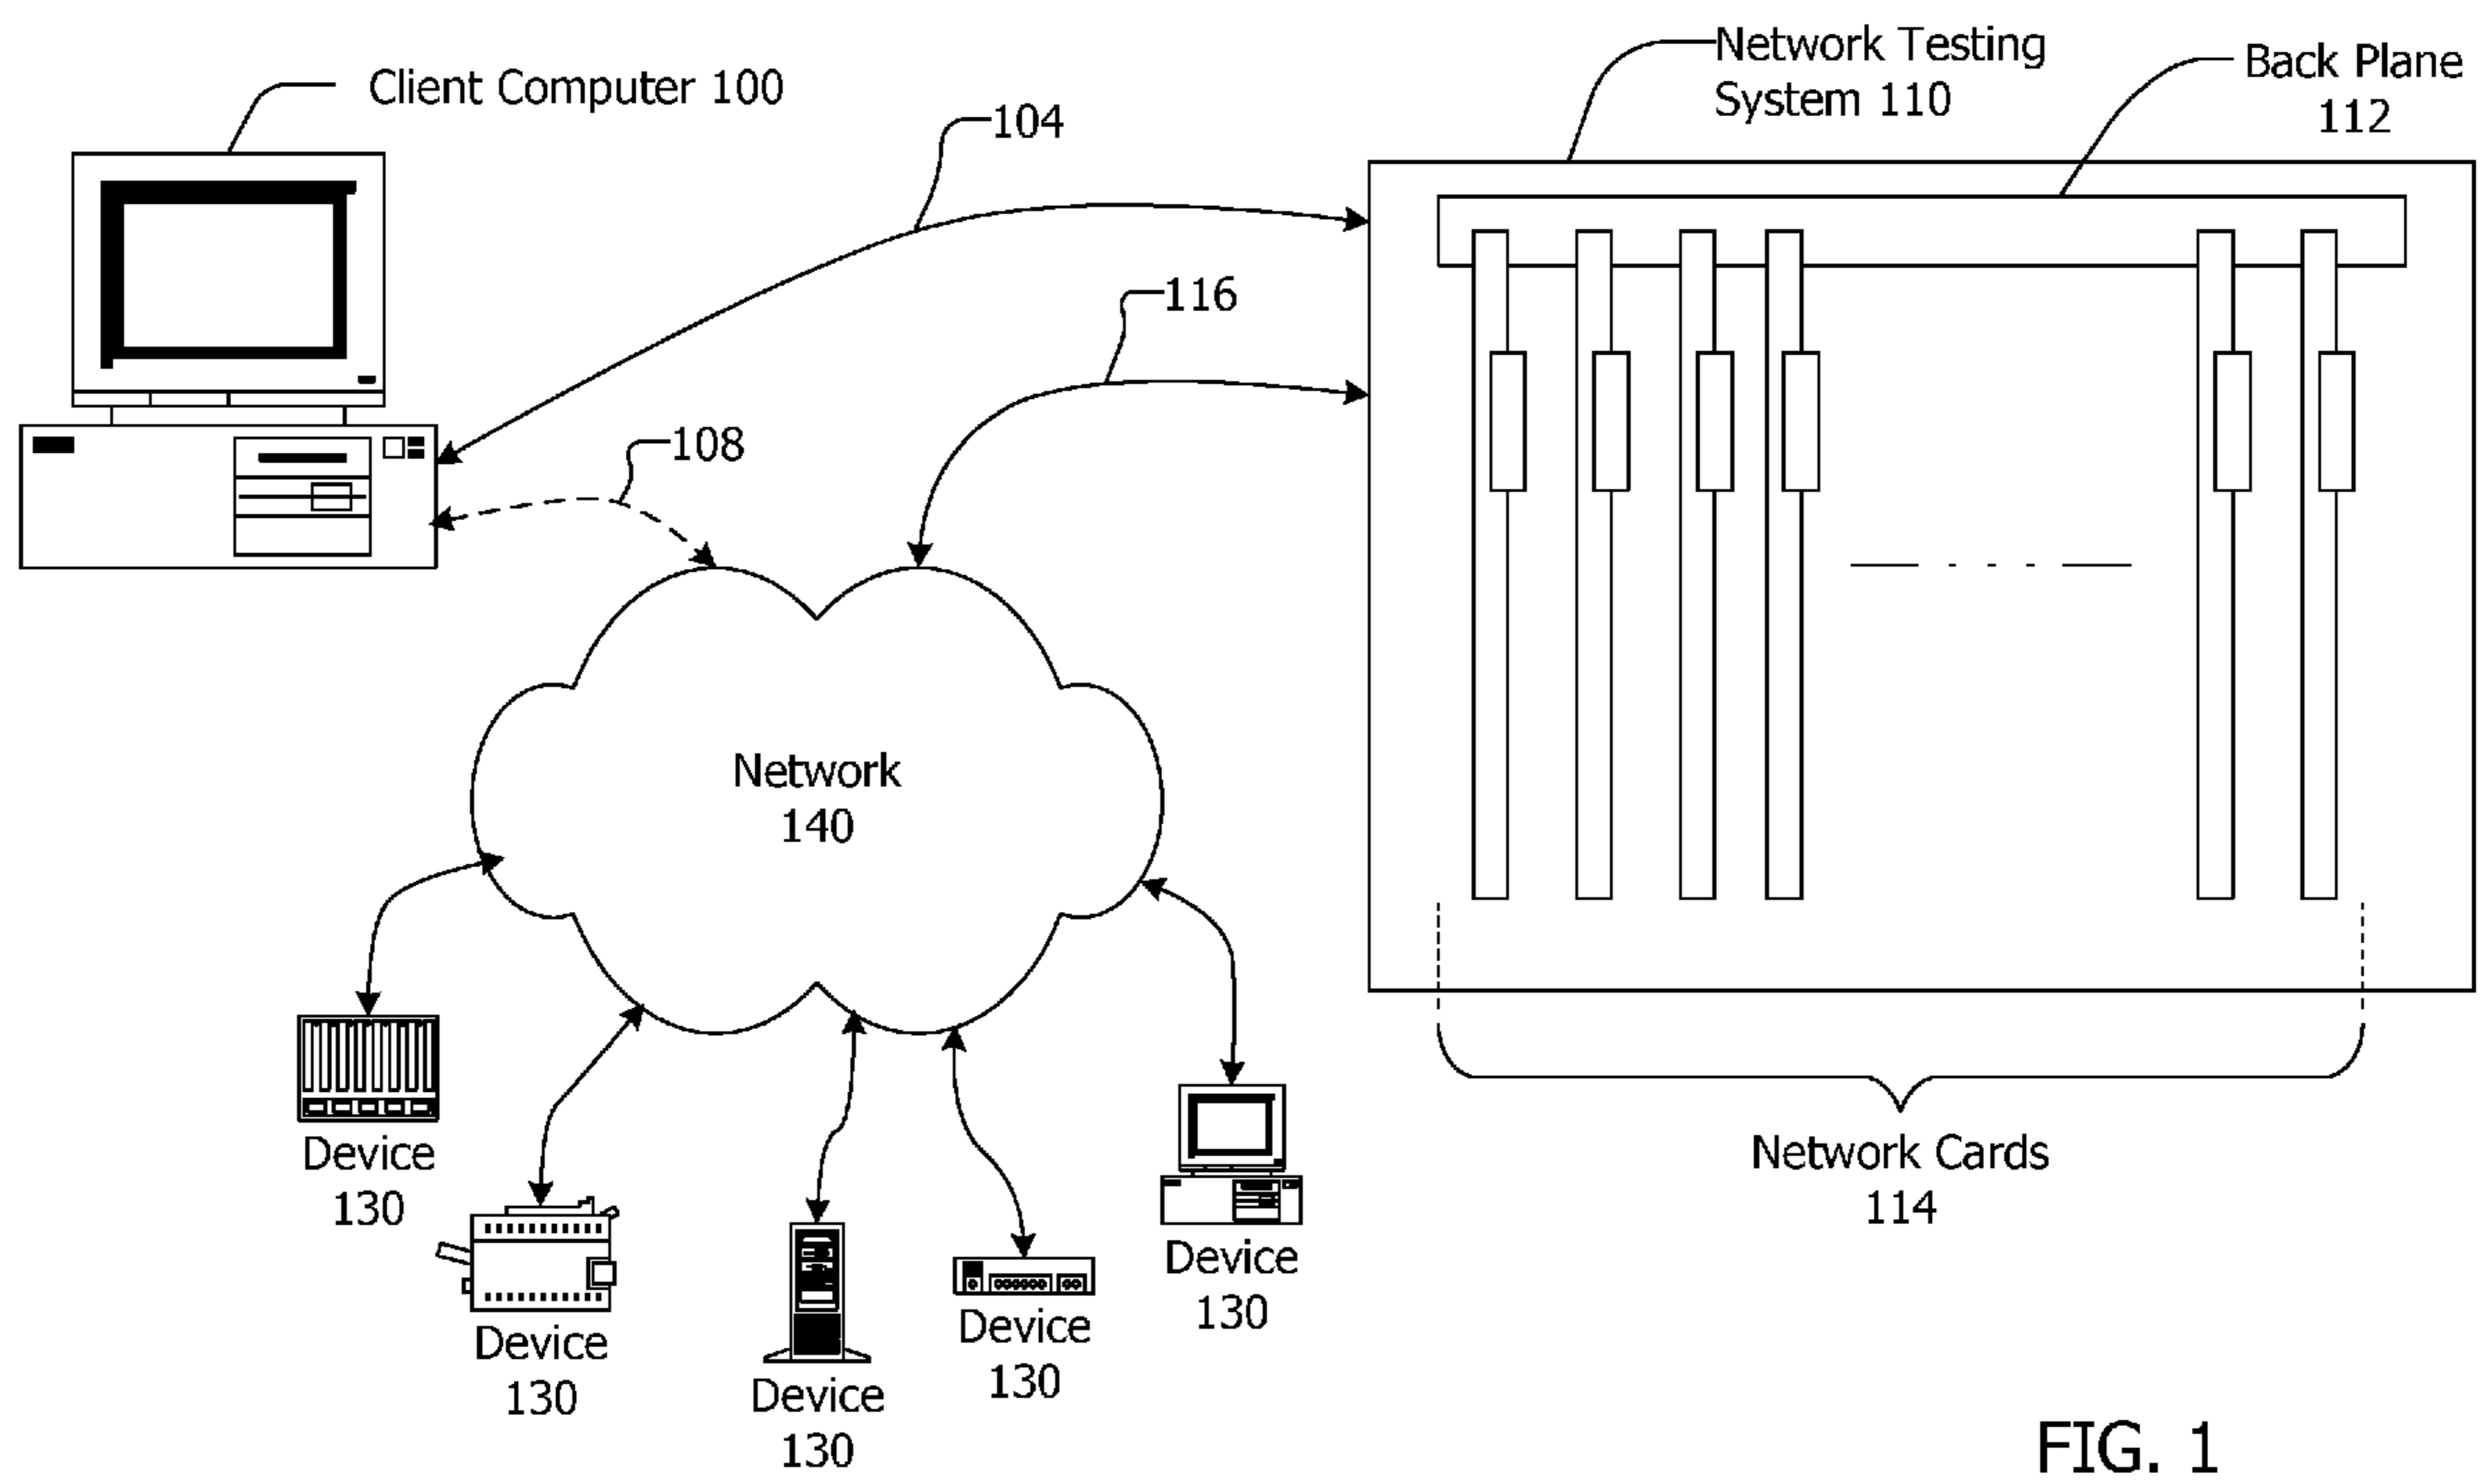 Client Computer 100
104
Network Testing
System 110
Back Plane
112
116
108
Network
140
Device
130
Device
130
Device
130
Device
130
Device
130
Network Cards
114
FIG. 1